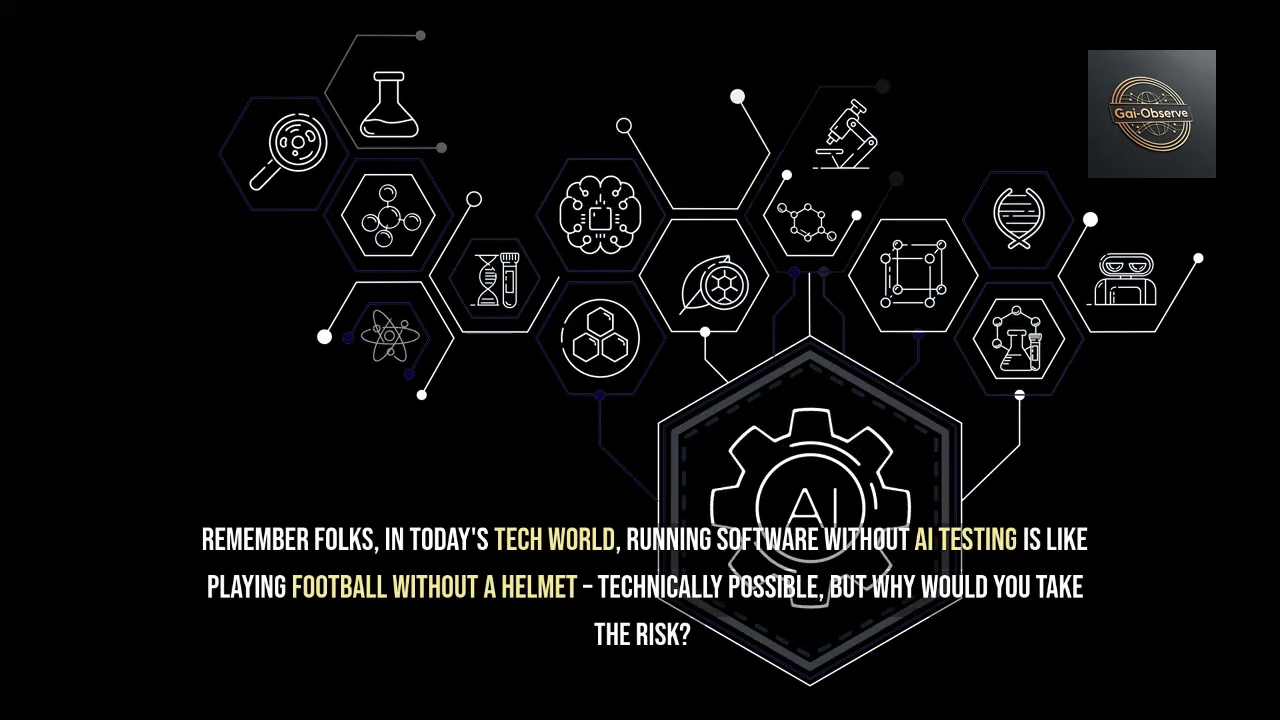 Gai-Observe
AI
REMEMBER FOLKS, IN TODAY'S TECH WORLD, RUNNING SOFTWARE WITHOUT AI TESTING IS LIKE
PLAYING FOOTBALL WITHOUT A HELMET – TECHNICALLY POSSIBLE, BUT WHY WOULD YOU TAKE
THE RISK?